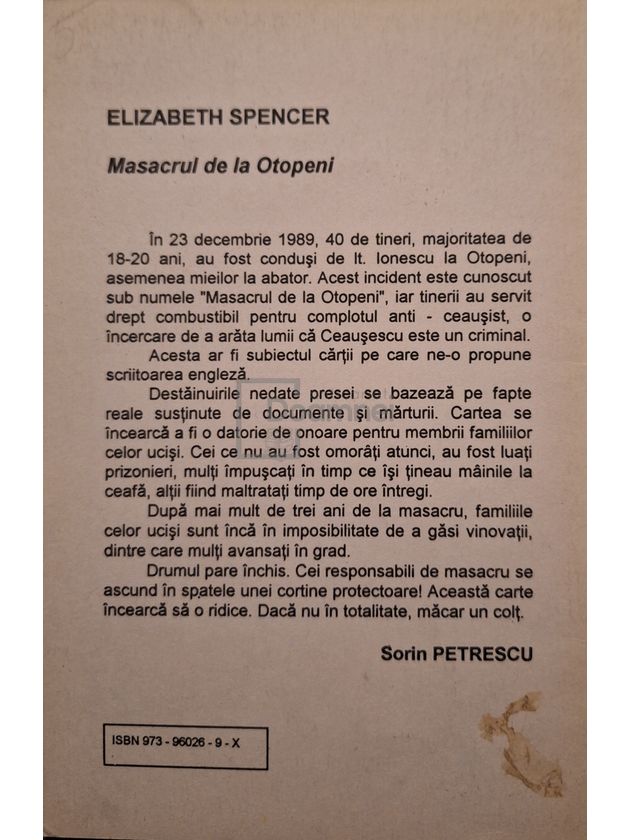 ELIZABETH SPENCER
Masacrul de la Otopeni
În 23 decembrie 1989, 40 de tineri, majoritatea de
18-20 ani, au fost conduşi de lt. Ionescu la Otopeni,
asemenea mieilor la abator. Acest incident este cunoscut
sub numele "Masacrul de la Otopeni", iar tinerii au servit
drept combustibil pentru complotul anti - ceauşist, o
încercare de a arăta lumii că Ceauşescu este un criminal.
Acesta ar fi subiectul cărţii pe care ne-o propune
scriitoarea engleză.
Destăinuirile nedate presei se bazează pe fapte
reale susţinute de documente şi mărturii. Cartea se
încearcă a fi o datorie de onoare pentru membrii familiilor
celor ucişi. Cei ce nu au fost omorâţi atunci, au fost luaţi
prizonieri, mulţi împuşcaţi în timp ce îşi ţineau mâinile la
ceafă, alţii fiind maltrataţi timp de ore întregi.
După mai mult de trei ani de la masacru, familiile
celor ucişi sunt încă în imposibilitate de a găsi vinovaţii,
dintre care mulţi avansaţi în grad.
Drumul pare închis. Cei responsabili de masacru se
ascund în spatele unei cortine protectoare! Această carte
încearcă să o ridice. Dacă nu în totalitate, măcar un colţ.
Sorin PETRESCU
ISBN 973 - 96026 - 9 - X